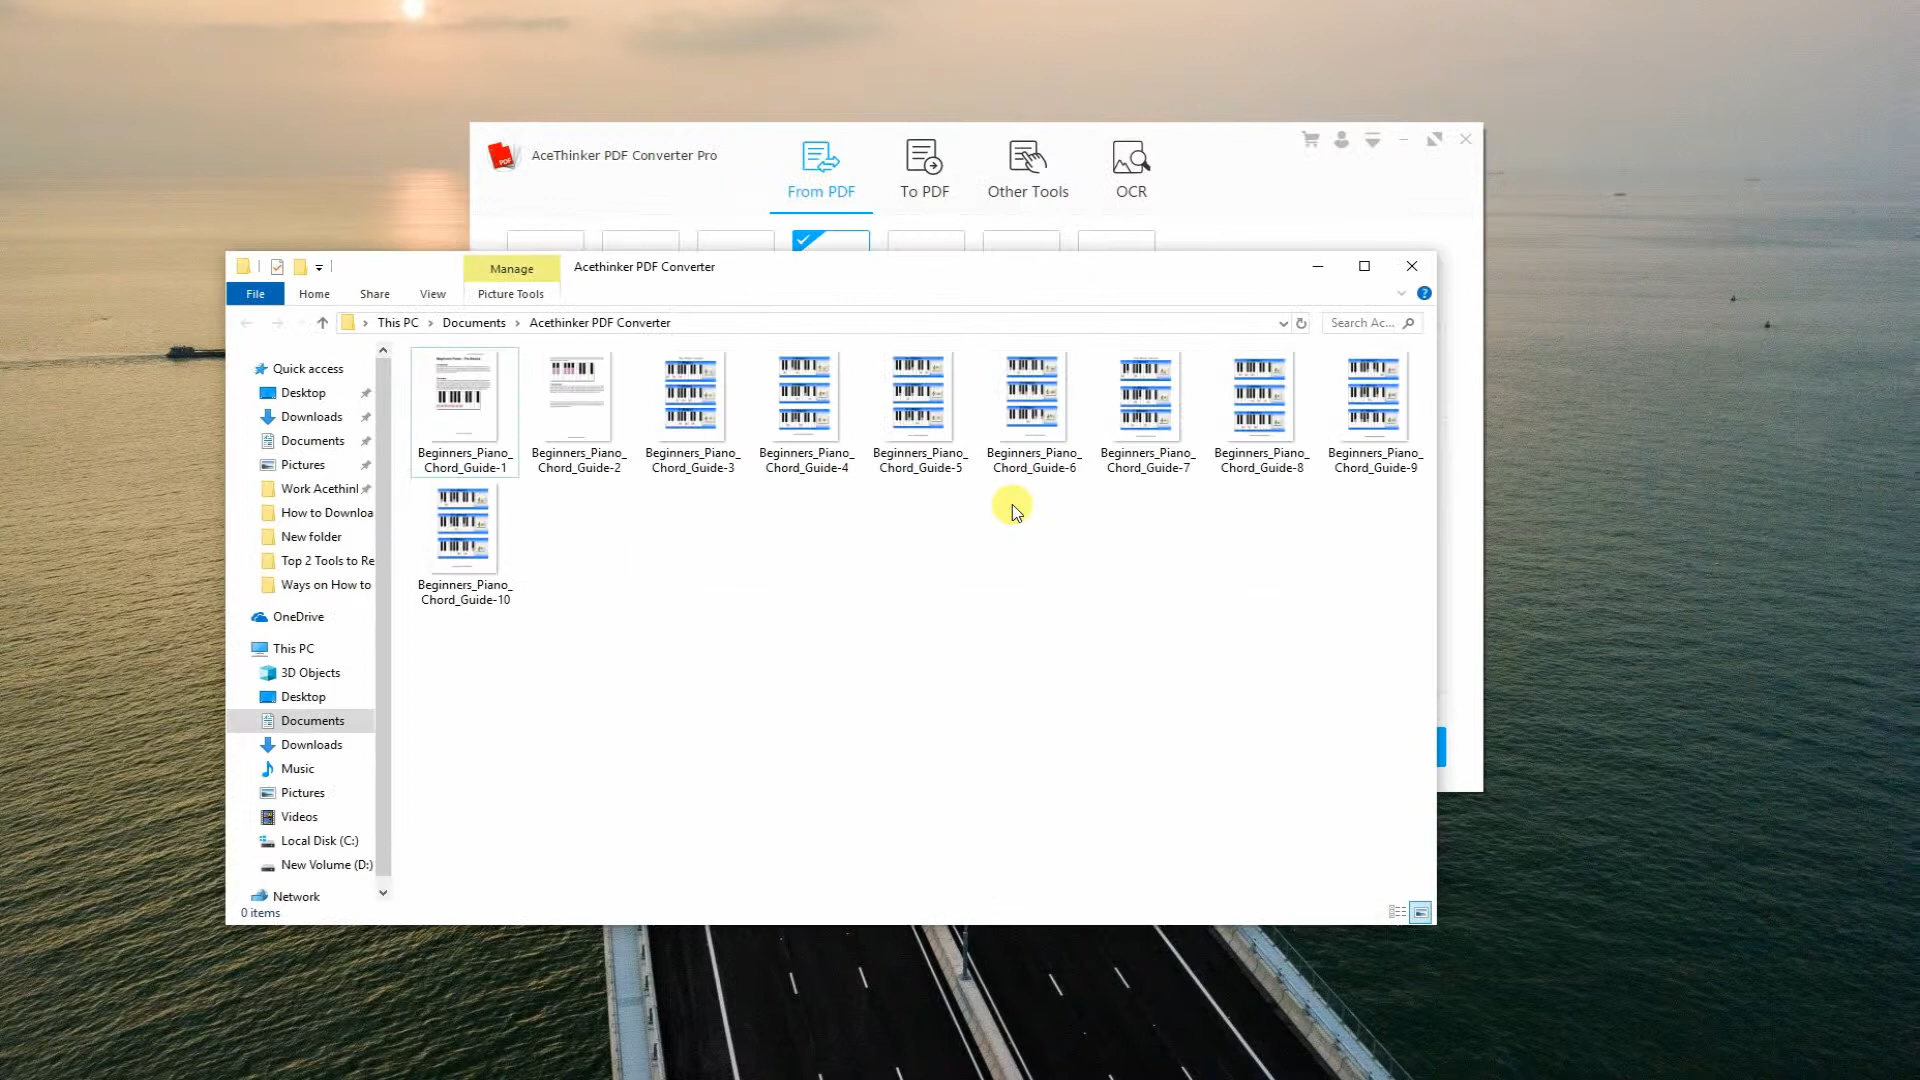 PDF
AceThinker PDF Converter Pro
From PDF
To PDF
Other Tools
OCR
Manage
Acethinker PDF Converter
File
Home
Share
View
Picture Tools
This PC
Documents
Acethinker PDF Converter
Search Ac...
Quick access
Desktop
Downloads
Documents
Pictures
Work Acethinl
How to Downloa
New folder
Top 2 Tools to Re
Ways on How to
OneDrive
This PC
3D Objects
Desktop
Documents
Downloads
Music
Pictures
Videos
Local Disk (C:)
New Volume (D:)
Network
Beginners_Piano_
Chord_Guide-1
Beginners_Piano_
Chord_Guide-2
Beginners_Piano_
Chord_Guide-3
Beginners_Piano_
Chord_Guide-4
Beginners_Piano_
Chord_Guide-5
Beginners_Piano_
Chord_Guide-6
Beginners_Piano_
Chord_Guide-7
Beginners_Piano_
Chord_Guide-8
Beginners_Piano_
Chord_Guide-9
Beginners_Piano_
Chord_Guide-10
0 items